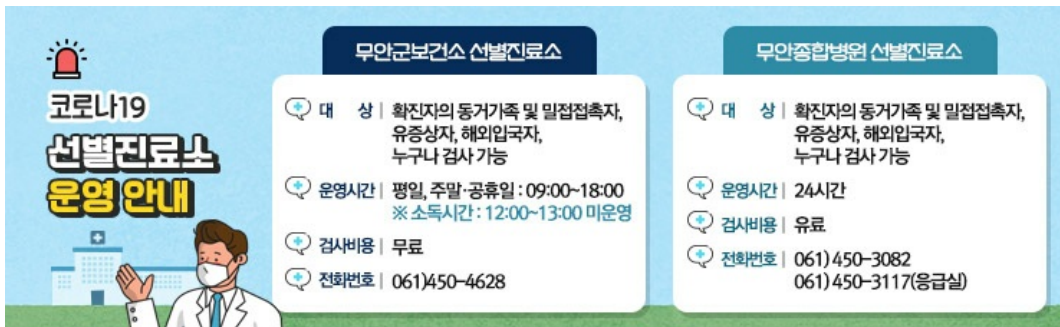 코로나19
선별진료소
운영 안내
무안군보건소 선별진료소
대 상 | 확진자의 동거가족 및 밀접접촉자,
유증상자, 해외입국자,
누구나 검사 가능
운영시간 | 평일, 주말·공휴일 : 09:00~18:00
※ 소독시간 : 12:00~13:00 미운영
검사비용 | 무료
전화번호 | 061)450-4628
무안종합병원 선별진료소
대 상 | 확진자의 동거가족 및 밀접접촉자,
유증상자, 해외입국자,
누구나 검사 가능
운영시간 | 24시간
검사비용 | 유료
전화번호 | 061) 450-3082
061) 450-3117(응급실)